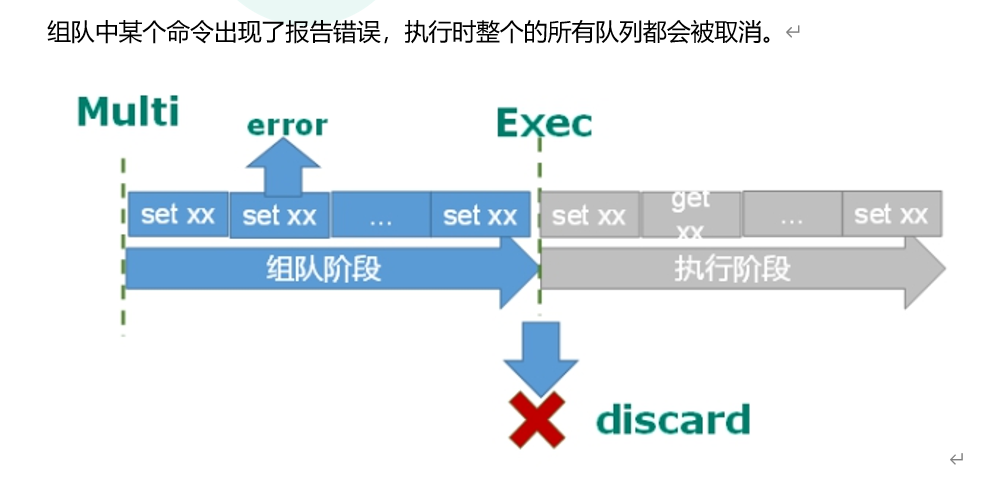 组队中某个命令出现了报告错误，执行时整个的所有队列都会被取消。
Multi
error
Exec
set xx
set xx
...
set xx
set xx
get
xx
...
set xx
组队阶段
执行阶段
discard